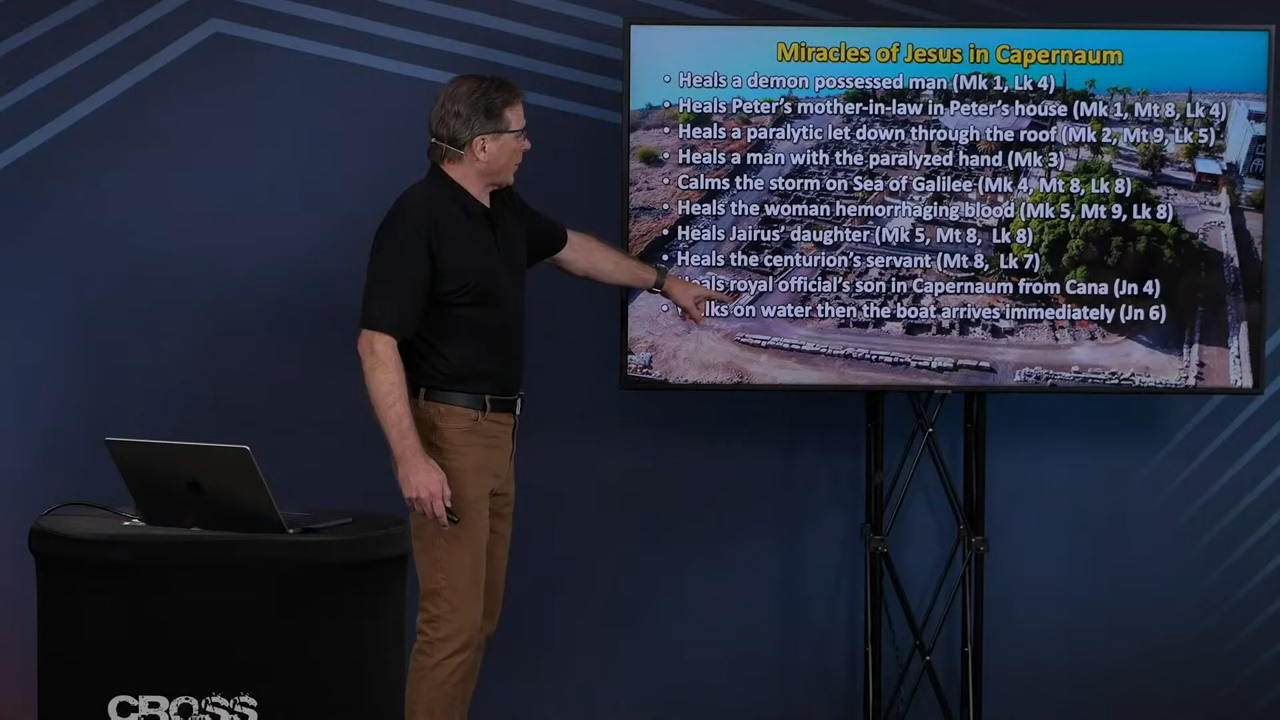 Miracles of Jesus in Capernaum
• Heals a demon possessed man (Mk 1, Lk 4)
• Heals Peter's mother-in-law in Peter's house (Mk 1, Mt 8, Lk 4)
• Heals a paralytic let down through the roof (Mk 2, Mt 9, Lk 5)
• Heals a man with the paralyzed hand (Mk 3)
• Calms the storm on Sea of Galilee (Mk 4, Mt 8, Lk 8)
• Heals the woman hemorrhaging blood (Mk 5, Mt 9, Lk 8)
• Heals Jairus' daughter (Mk 5, Mt 8, Lk 8)
• Heals the centurion's servant (Mt 8, Lk 7)
royal official's son in Capernaum from Cana (Jn 4)
• on water then the boat arrives immediately (Jn 6)
CROSS